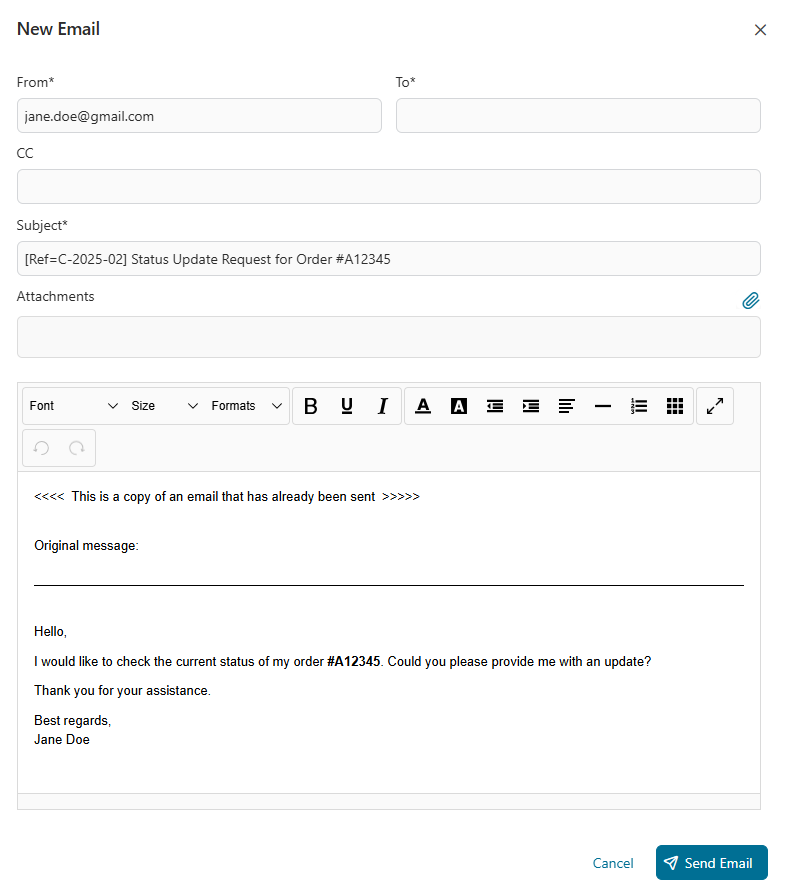 New Email
From*
To*
jane.doe@gmail.com
CC
Subject*
[Ref=C-2025-02] Status Update Request for Order #A12345
Attachments
Font Size Formats B U I A A
<<<< This is a copy of an email that has already been sent >>>>>
Original message:
Hello,
I would like to check the current status of my order #A12345. Could you please provide me with an update?
Thank you for your assistance.
Best regards,
Jane Doe
Cancel Send Email